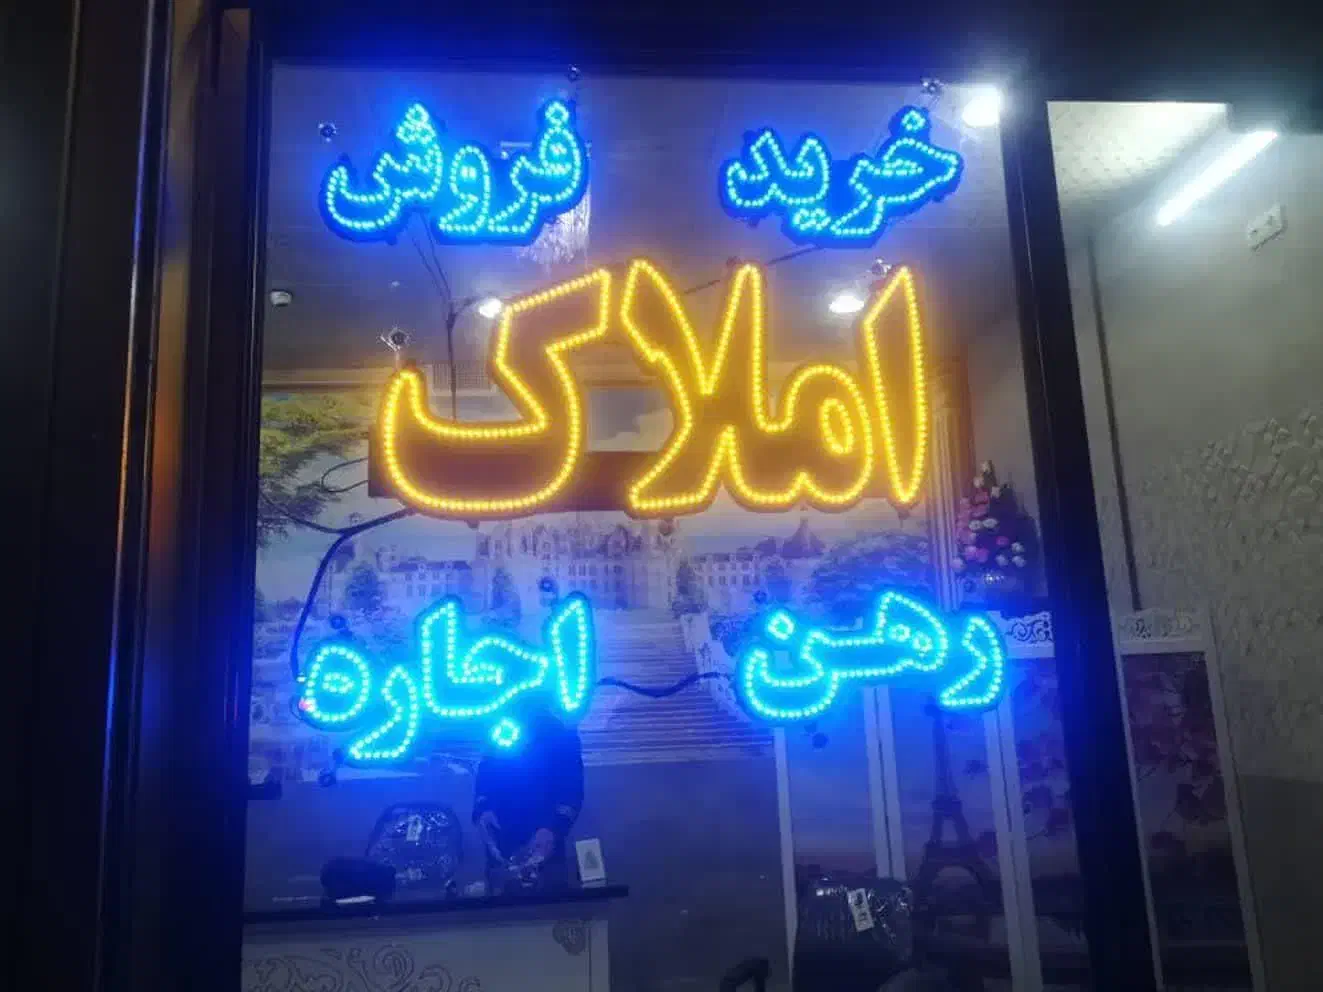 خرید فروش
املاک
رهن اجاره